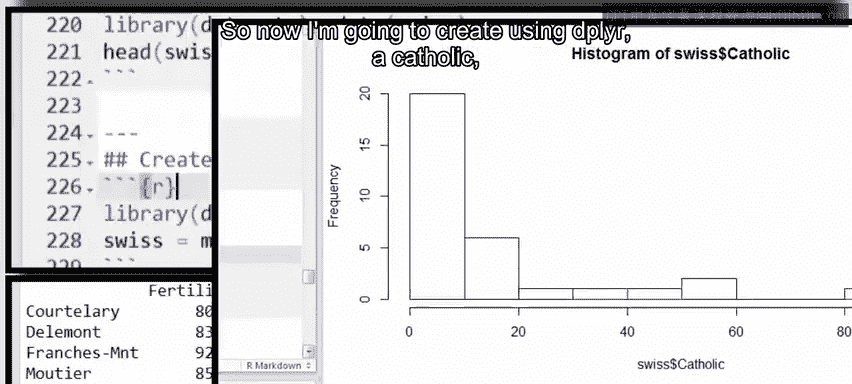 220 library(d
221 head(swis
222 ```
223
224 ---
225 ## Create
226 ```{r}
227 library(d
228 swiss = m
229 ```
So now I'm going to create using dplyr,
a catholic,
Fertili
Courtelary 80
Delemont 83
Franches-Mnt 92
Moutier 85
R Markdown
Histogram of swiss$Catholic
Frequency
20
15
10
5
0
0 20 40 60 80
swiss$Catholic